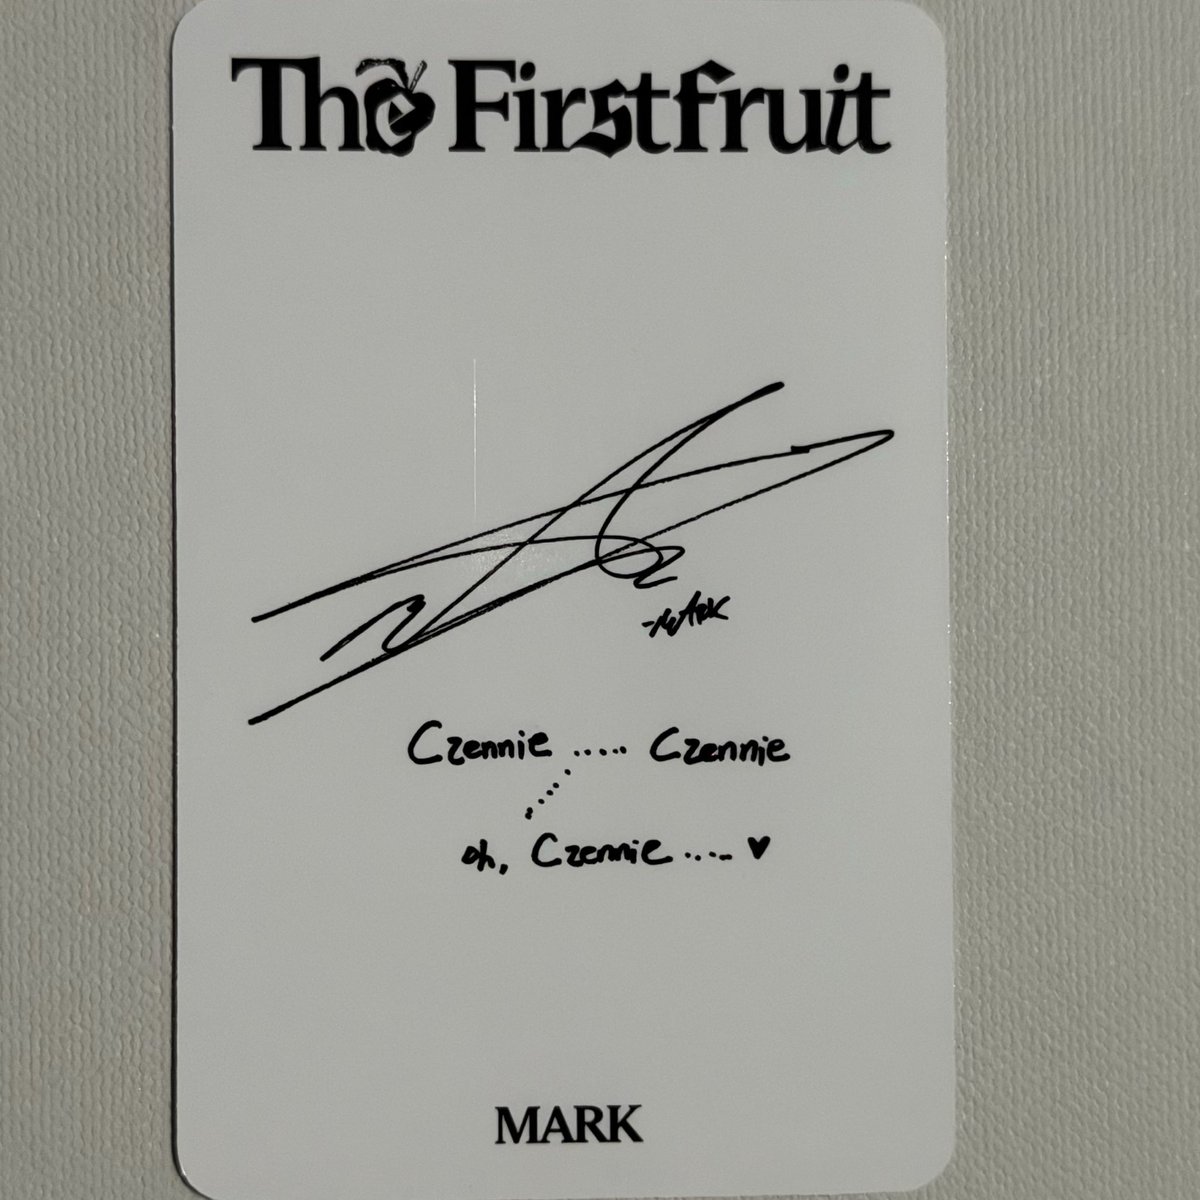 The Firstfruit
-MARK
Czennie ..... Czennie
......
oh, Czennie ..... ♥
MARK